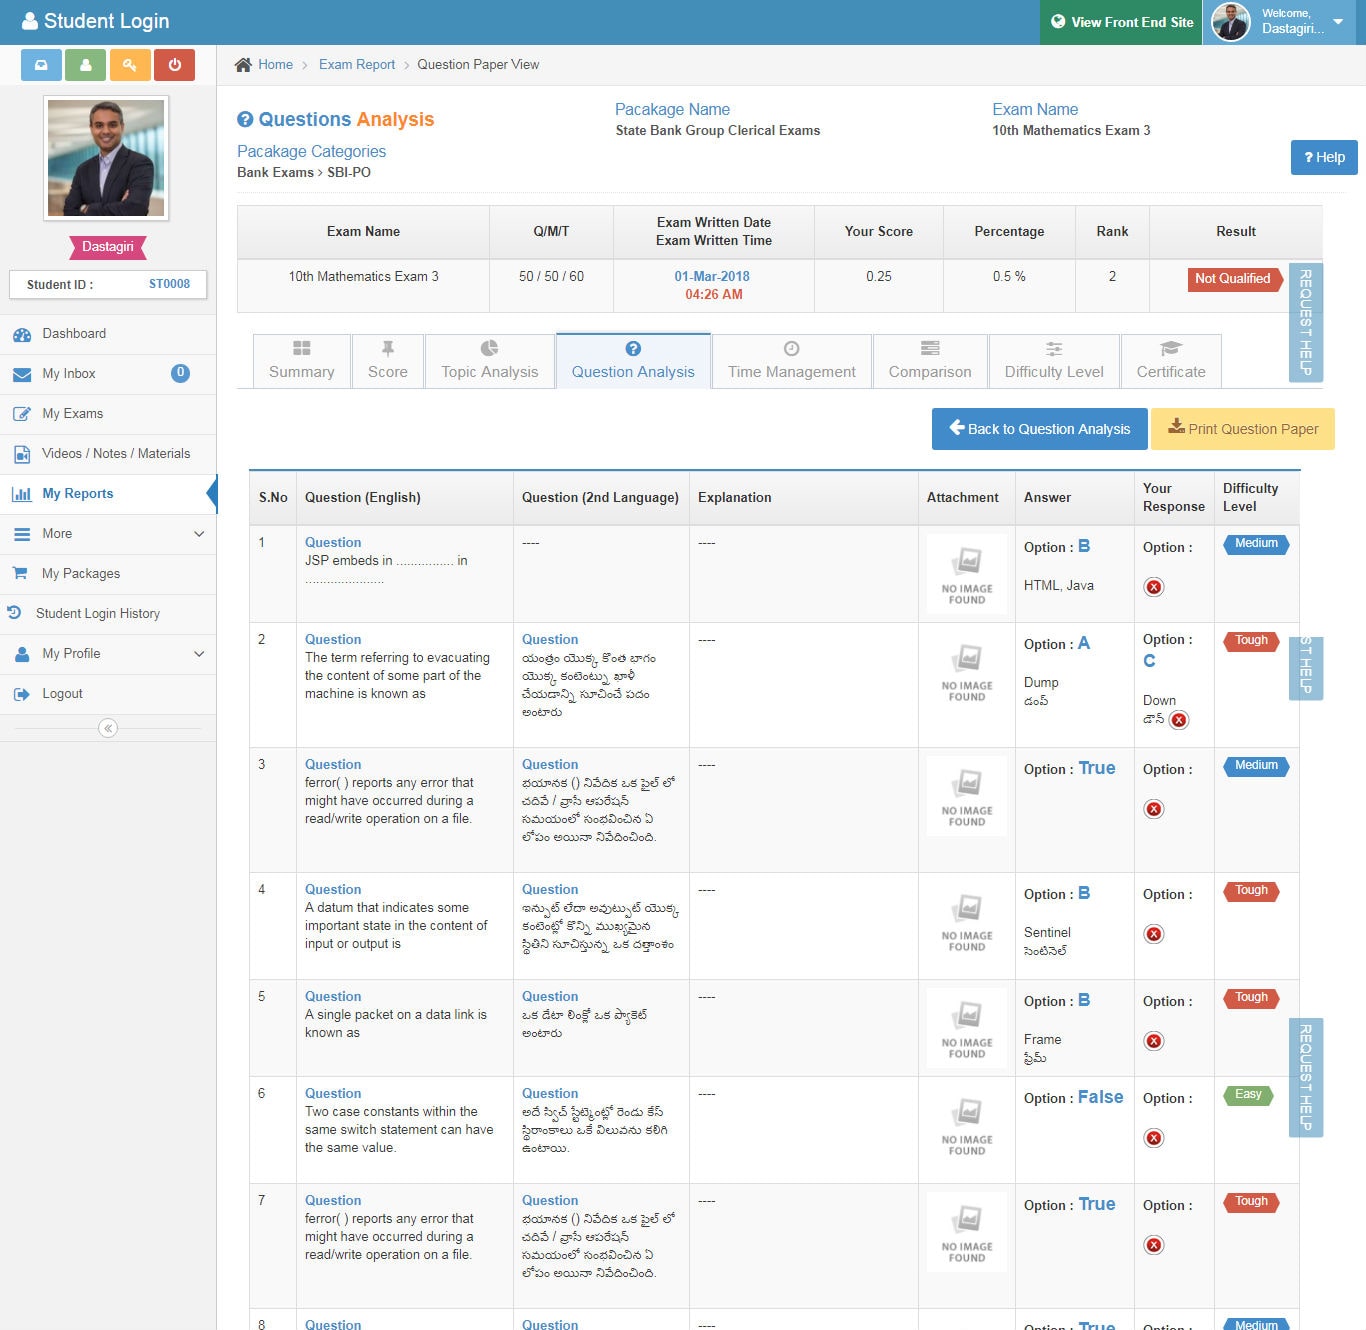 Student Login
View Front End Site
Welcome,
Dastagiri...
Home > Exam Report > Question Paper View
Questions Analysis
Pacakage Name
State Bank Group Clerical Exams
Exam Name
10th Mathematics Exam 3
Pacakage Categories
Bank Exams > SBI-PO
? Help
Dastagiri
Student ID : ST0008
Dashboard
My Inbox 0
My Exams
Videos / Notes / Materials
My Reports
More
My Packages
Student Login History
My Profile
Logout
Exam Name Q/M/T Exam Written Date Your Score Percentage Rank Result
Exam Written Time
10th Mathematics Exam 3 50 / 50 / 60 01-Mar-2018 0.25 0.5 % 2 Not Qualified
04:26 AM
REQUEST HELP
Summary Score Topic Analysis Question Analysis Time Management Comparison Difficulty Level Certificate
Back to Question Analysis Print Question Paper
S.No Question (English) Question (2nd Language) Explanation Attachment Answer Your Response Difficulty Level
1
Question
JSP embeds in ................ in
......................
----
----
NO IMAGE
FOUND
Option : B
HTML, Java
Option :
Medium
2
Question
The term referring to evacuating
the content of some part of the
machine is known as
Question
యంత్రం యొక్క కొంత భాగం
యొక్క కంటెంట్ను ఖాళీ
చేయడాన్ని సూచించే పదం
అంటారు
----
NO IMAGE
FOUND
Option : A
Dump
డంప్
Option :
C
Down
డౌన్
Tough
ST HELP
3
Question
ferror( ) reports any error that
might have occurred during a
read/write operation on a file.
Question
భయానక () నివేదిక ఒక ఫైల్ లో
చదివే / వ్రాసే ఆపరేషన్
సమయంలో సంభవించిన ఏ
లోపం అయినా నివేదించింది.
----
NO IMAGE
FOUND
Option : True
Option :
Medium
4
Question
A datum that indicates some
important state in the content of
input or output is
Question
ఇన్పుట్ లేదా అవుట్పుట్ యొక్క
కంటెంట్లో కొన్ని ముఖ్యమైన
స్థితిని సూచిస్తున్న ఒక దత్తాంశం
----
NO IMAGE
FOUND
Option : B
Sentinel
సెంటినెల్
Option :
Tough
5
Question
A single packet on a data link is
known as
Question
ఒక డేటా లింక్లో ఒక ప్యాకెట్
అంటారు
----
NO IMAGE
FOUND
Option : B
Frame
ఫ్రేమ్
Option :
Tough
REQUEST HELP
6
Question
Two case constants within the
same switch statement can have
the same value.
Question
అదే స్విచ్ స్టేట్మెంట్లో రెండు కేస్
స్థిరాంకాలు ఒకే విలువను కలిగి
ఉంటాయి.
----
NO IMAGE
FOUND
Option : False
Option :
Easy
7
Question
ferror( ) reports any error that
might have occurred during a
read/write operation on a file.
Question
భయానక () నివేదిక ఒక ఫైల్ లో
చదివే / వ్రాసే ఆపరేషన్
సమయంలో సంభవించిన ఏ
లోపం అయినా నివేదించింది.
----
NO IMAGE
FOUND
Option : True
Option :
Tough
8
Question
Question
----
Option : True
Option :
Medium